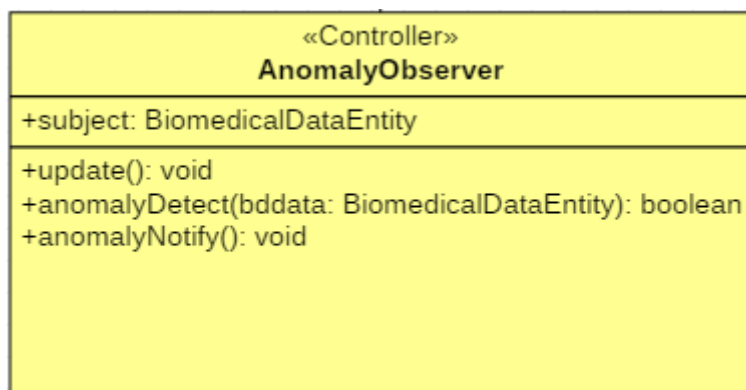 «Controller»
AnomalyObserver
+subject: BiomedicalDataEntity
+update(): void
+anomalyDetect(bddata: BiomedicalDataEntity): boolean
+anomalyNotify(): void